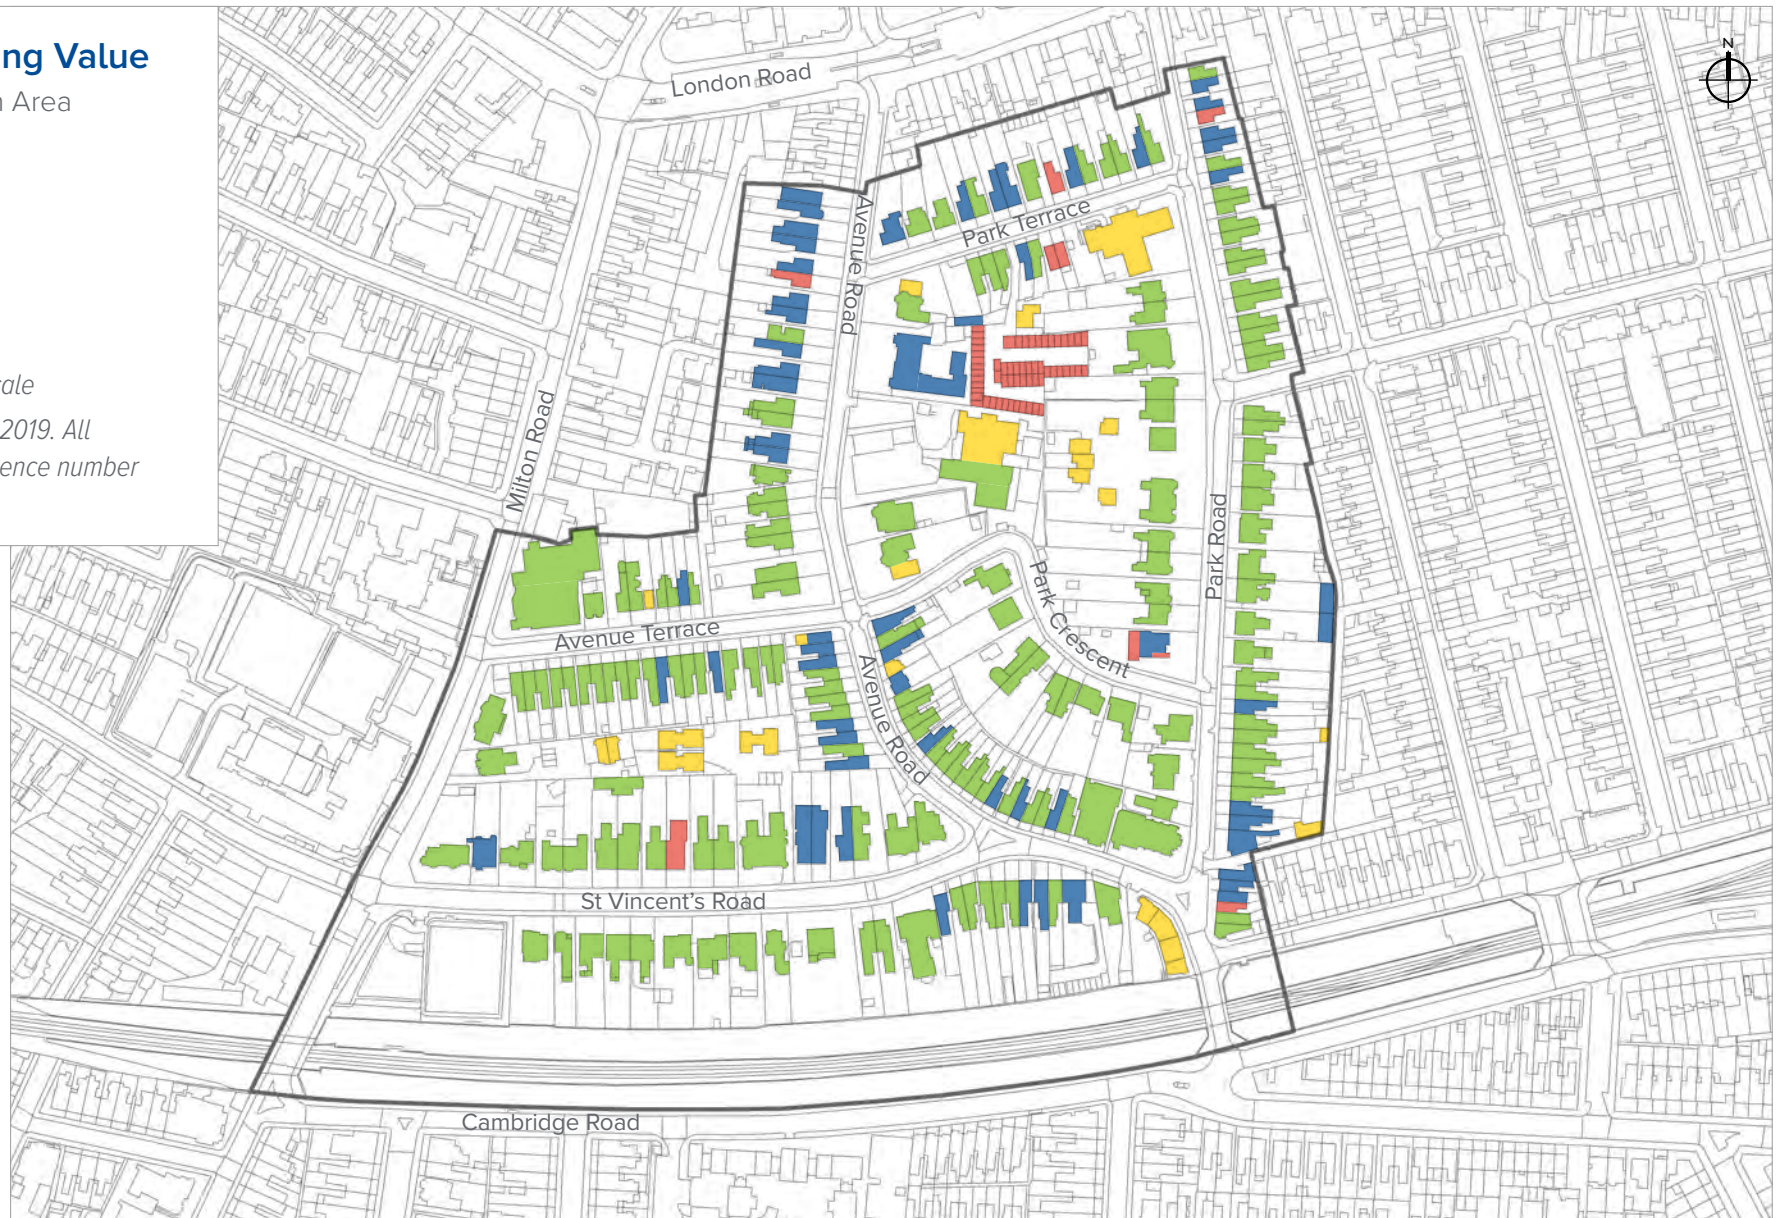 ng Value
Area
ale
2019. All
ence number
N
London Road
Park Terrace
Avenue Road
Milton Road
Park Road
Park Crescent
Avenue Terrace
Avenue Road
St Vincent's Road
Cambridge Road